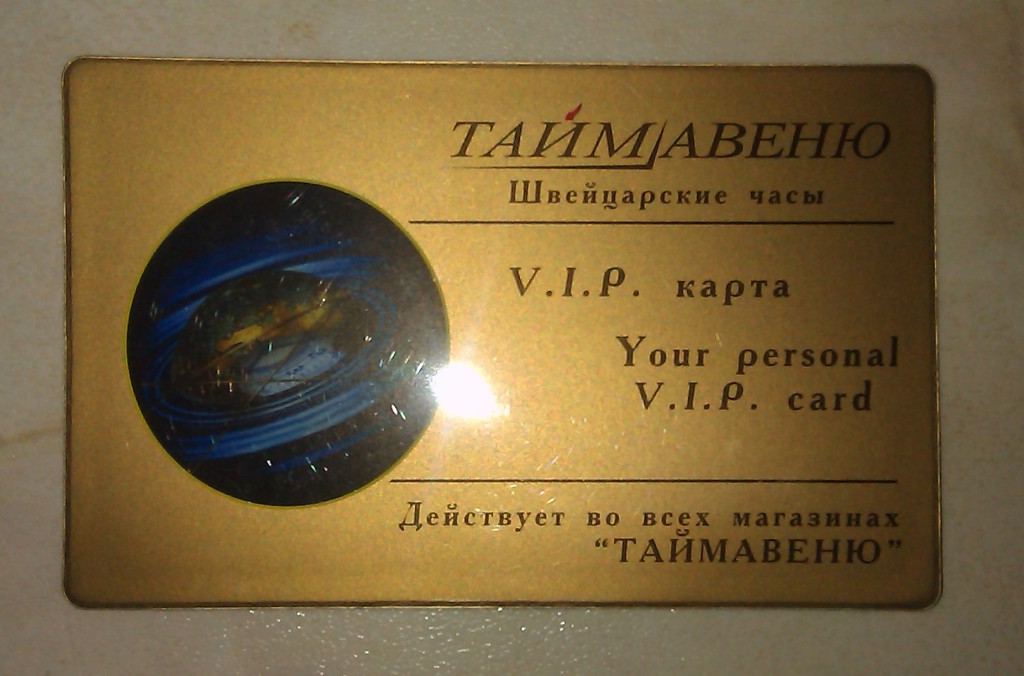 ТАЙМАВЕНЮ
Швейцарские часы
V.I.P. карта
Your personal
V.I.P. card
Действует во всех магазинах
“ТАЙМАВЕНЮ”